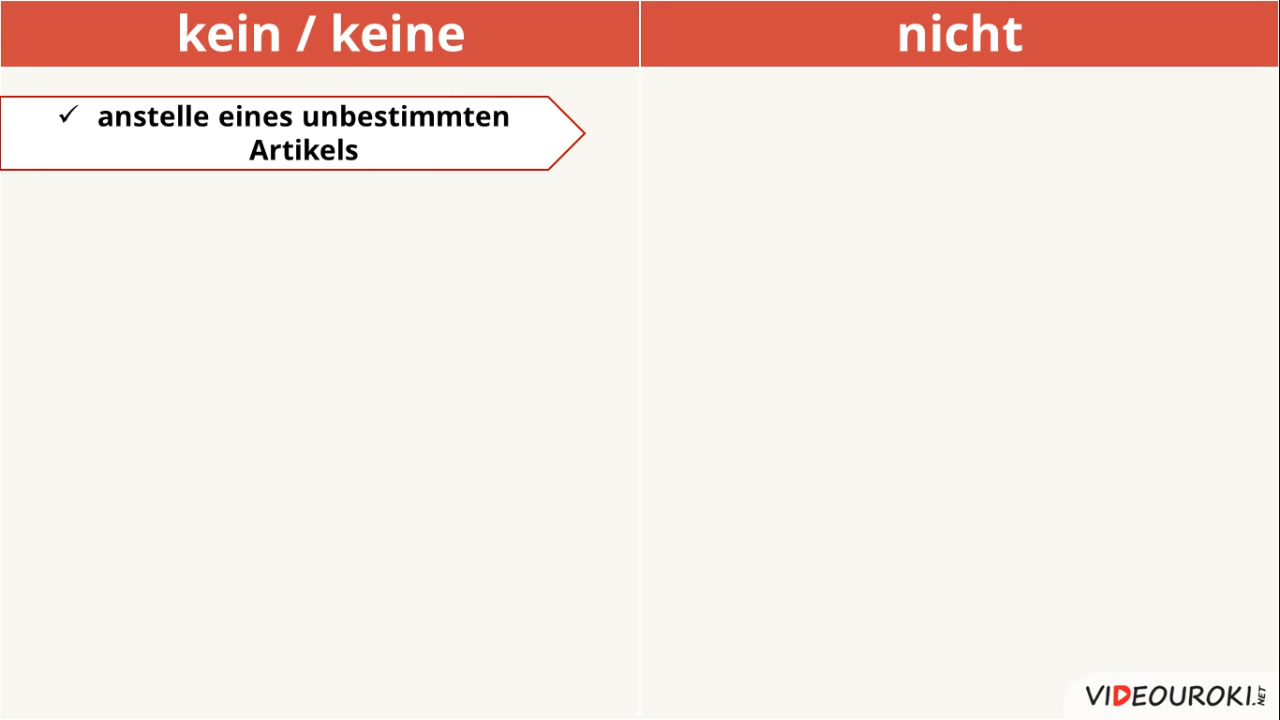 kein / keine
nicht
✓ anstelle eines unbestimmten
Artikels
VIDEOUROKI.NET